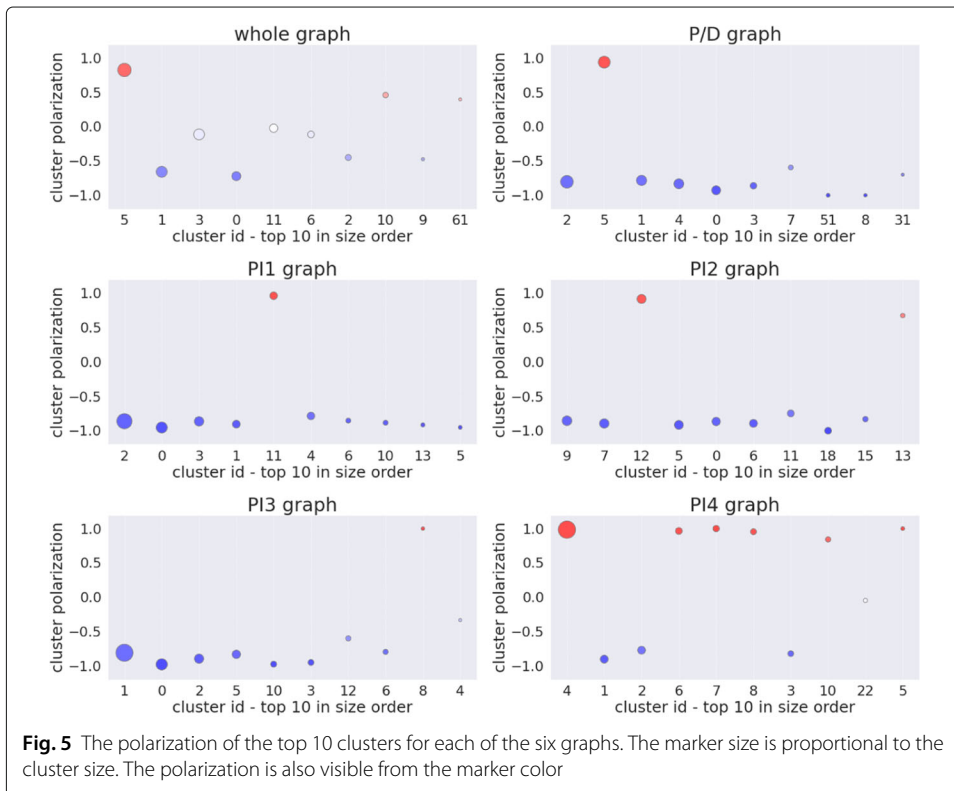 whole graph
cluster polarization
1.0
0.5
0.0
−0.5
−1.0
5 1 3 0 11 6 2 10 9 61
cluster id - top 10 in size order
P/D graph
cluster polarization
1.0
0.5
0.0
−0.5
−1.0
2 5 1 4 0 3 7 51 8 31
cluster id - top 10 in size order
PI1 graph
cluster polarization
1.0
0.5
0.0
−0.5
−1.0
2 0 3 1 11 4 6 10 13 5
cluster id - top 10 in size order
PI2 graph
cluster polarization
1.0
0.5
0.0
−0.5
−1.0
9 7 12 5 0 6 11 18 15 13
cluster id - top 10 in size order
PI3 graph
cluster polarization
1.0
0.5
0.0
−0.5
−1.0
1 0 2 5 10 3 12 6 8 4
cluster id - top 10 in size order
PI4 graph
cluster polarization
1.0
0.5
0.0
−0.5
−1.0
4 1 2 6 7 8 3 10 22 5
cluster id - top 10 in size order
Fig. 5 The polarization of the top 10 clusters for each of the six graphs. The marker size is proportional to the
cluster size. The polarization is also visible from the marker color